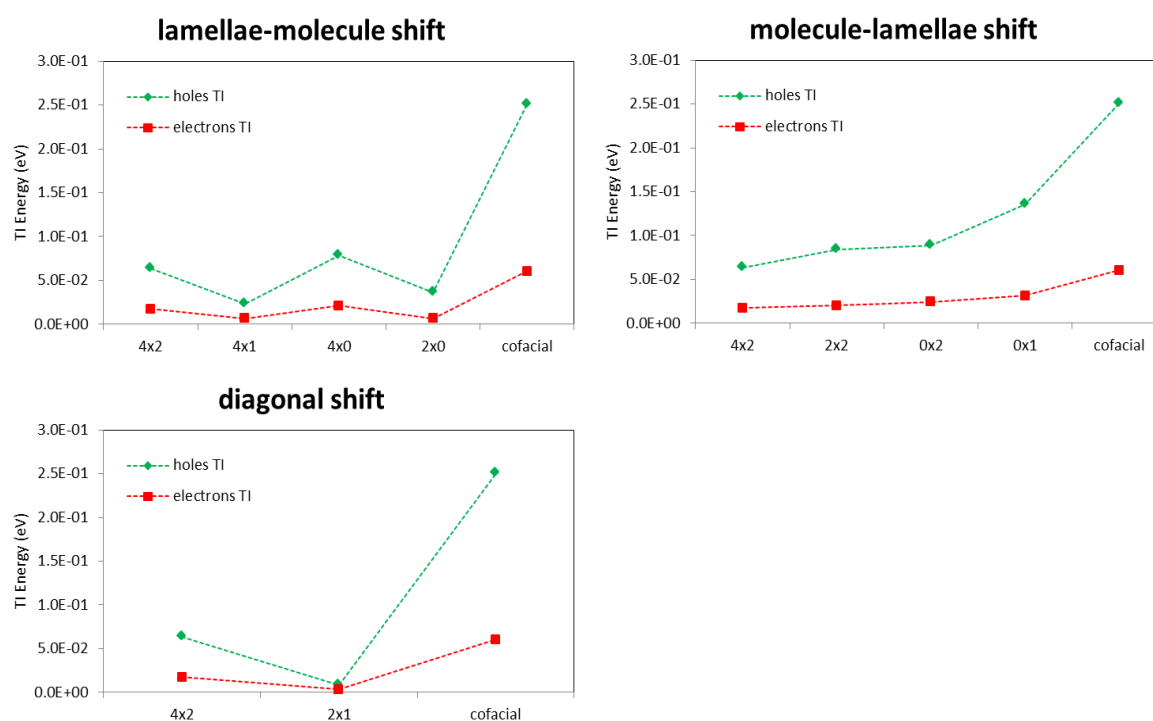 lamellae-molecule shift
TI Energy (eV)
3.0E-01
2.5E-01
2.0E-01
1.5E-01
1.0E-01
5.0E-02
0.0E+00
holes TI
electrons TI
4x2 4x1 4x0 2x0 cofacial
molecule-lamellae shift
TI Energy (eV)
3.0E-01
2.5E-01
2.0E-01
1.5E-01
1.0E-01
5.0E-02
0.0E+00
holes TI
electrons TI
4x2 2x2 0x2 0x1 cofacial
diagonal shift
TI Energy (eV)
3.0E-01
2.5E-01
2.0E-01
1.5E-01
1.0E-01
5.0E-02
0.0E+00
holes TI
electrons TI
4x2 2x1 cofacial